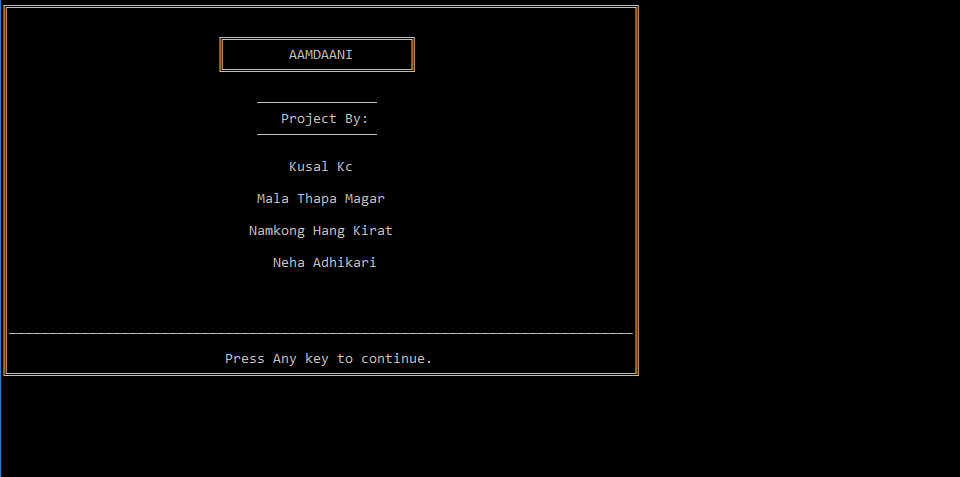 AAMDAANI
Project By:
Kusal Kc
Mala Thapa Magar
Namkong Hang Kirat
Neha Adhikari
Press Any key to continue.